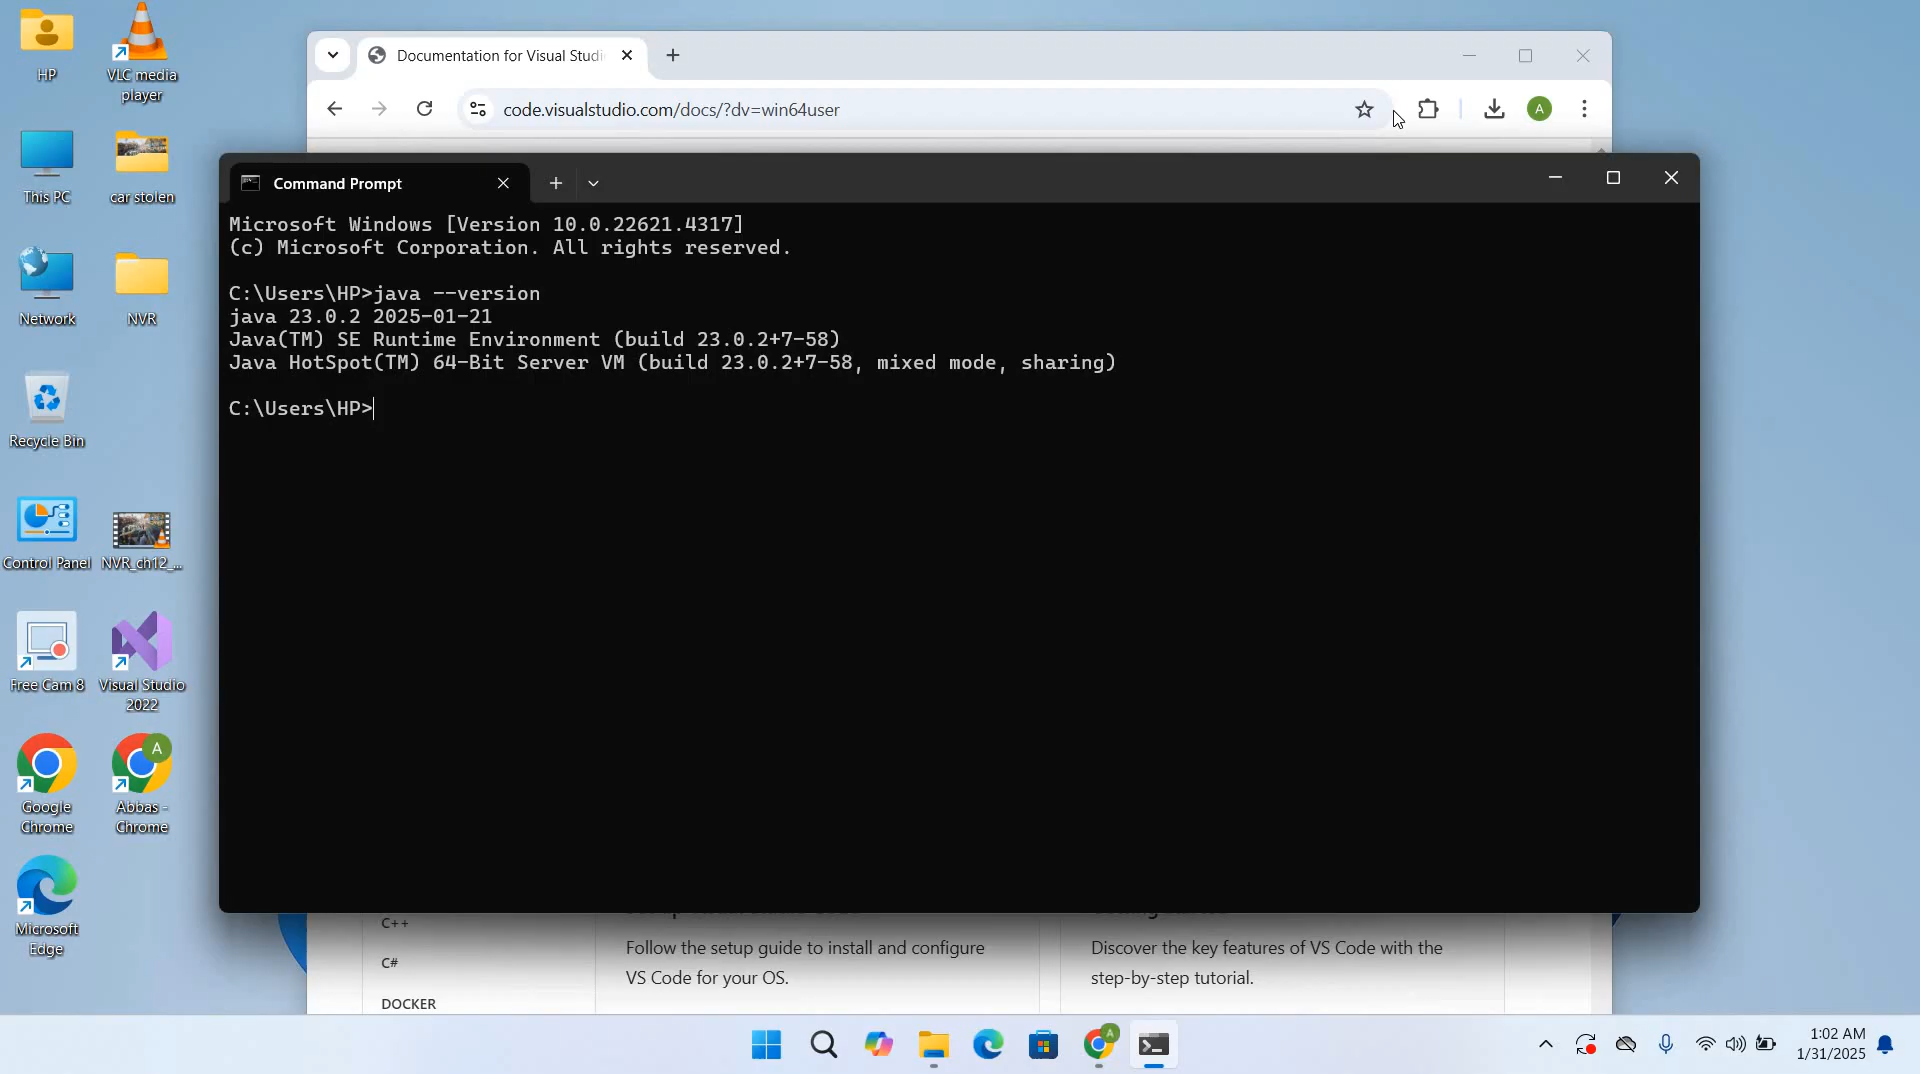 HP
VLC media
player
This PC
car stolen
Network
NVR
Recycle Bin
Control Panel
NVR_ch12_...
Free Cam 8
Visual Studio
2022
Google
Chrome
Abbas -
Chrome
Microsoft
Edge
Documentation for Visual Studi
code.visualstudio.com/docs/?dv=win64user
A
Command Prompt
Microsoft Windows [Version 10.0.22621.4317]
(c) Microsoft Corporation. All rights reserved.
C:\Users\HP>java --version
java 23.0.2 2025-01-21
Java(TM) SE Runtime Environment (build 23.0.2+7-58)
Java HotSpot(TM) 64-Bit Server VM (build 23.0.2+7-58, mixed mode, sharing)
C:\Users\HP>
C++
C#
DOCKER
Follow the setup guide to install and configure
VS Code for your OS.
Discover the key features of VS Code with the
step-by-step tutorial.
A
1:02 AM
1/31/2025